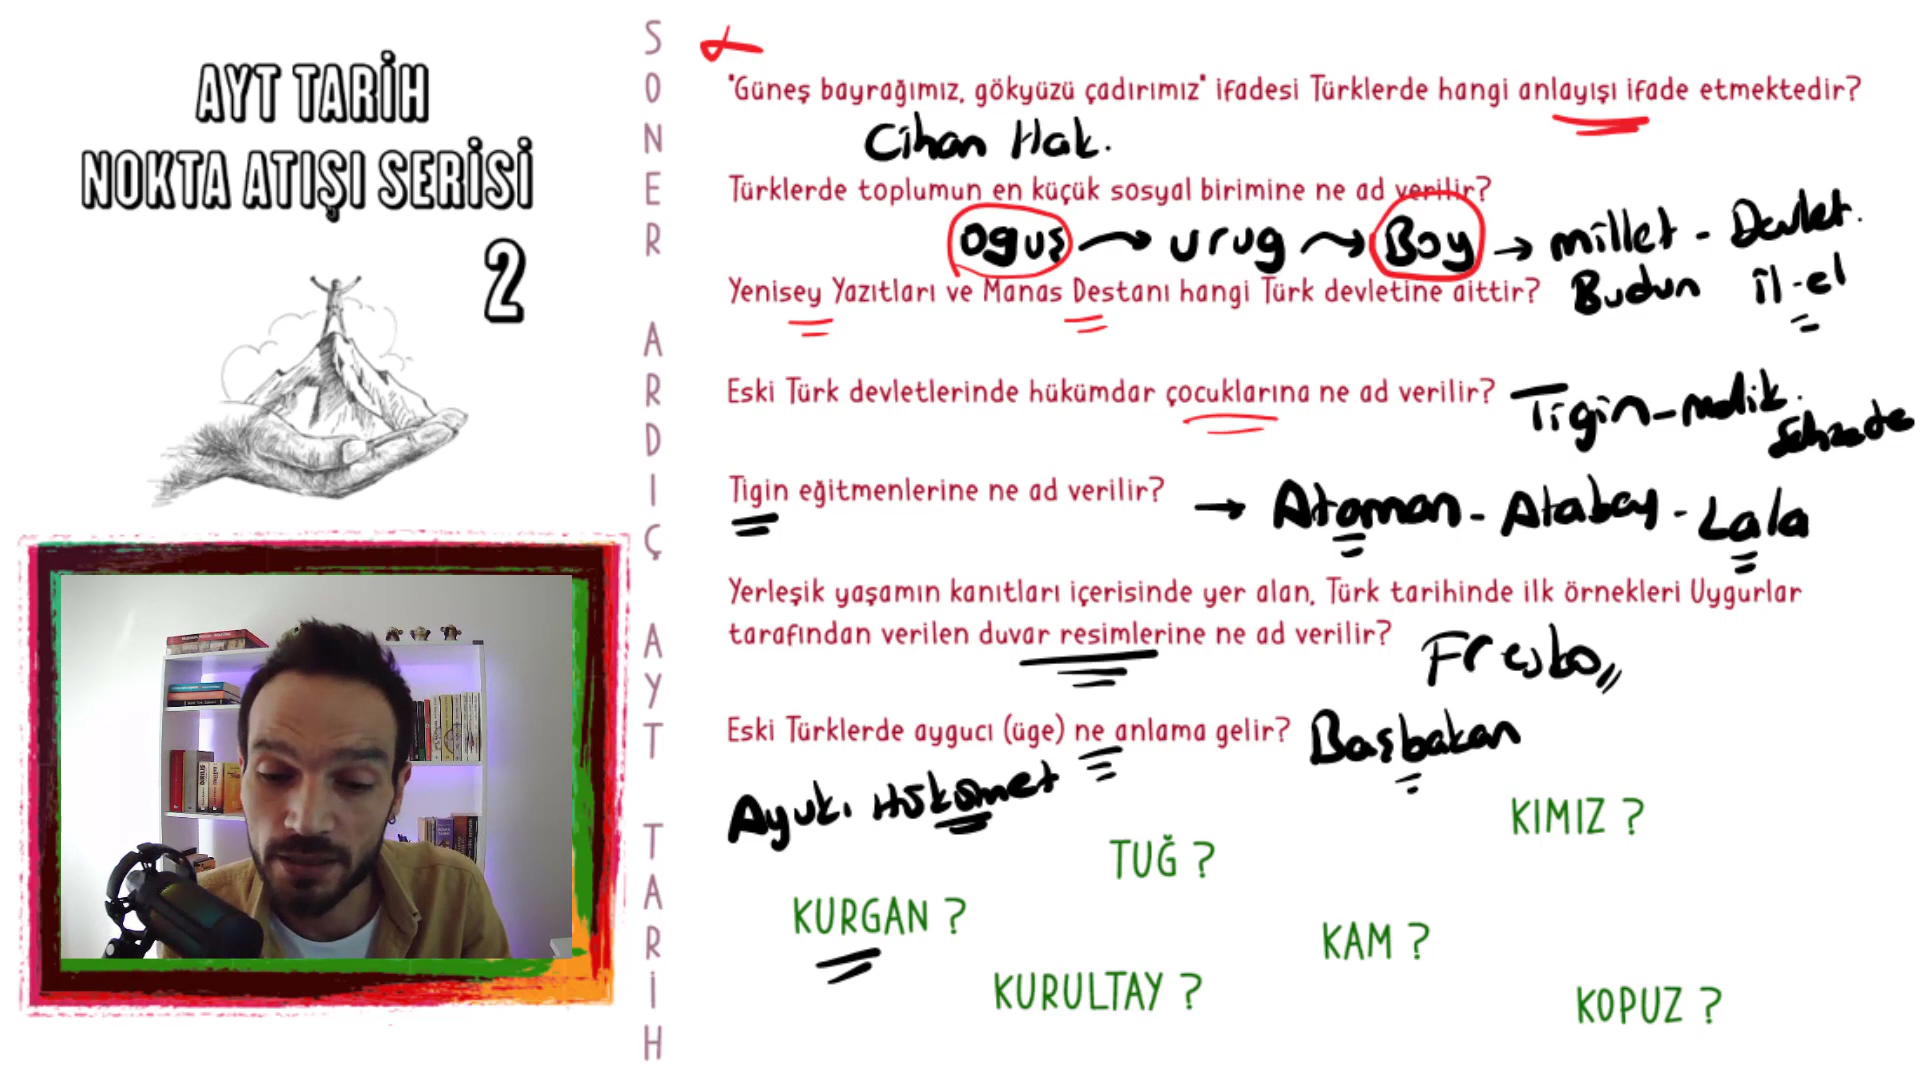 AYT TARİH
NOKTA ATIŞI SERİSİ
2
SONER ARDIÇ AYT TARİH
"Güneş bayrağımız, gökyüzü çadırımız" ifadesi Türklerde hangi anlayışı ifade etmektedir?
Cihan Hak.
Türklerde toplumun en küçük sosyal birimine ne ad verilir?
Oguş → urug → Boy → millet - Devlet.
Budun il-el
Yenisey Yazıtları ve Manas Destanı hangi Türk devletine aittir?
Eski Türk devletlerinde hükümdar çocuklarına ne ad verilir?
Tigin-melik.
Şehzade
Tigin eğitmenlerine ne ad verilir?
→ Ataman - Atabay - Lala
Yerleşik yaşamın kanıtları içerisinde yer alan, Türk tarihinde ilk örnekleri Uygurlar
tarafından verilen duvar resimlerine ne ad verilir?
Eski Türklerde aygucı (üge) ne anlama gelir?
Başbakan
KIMIZ ?
TUĞ ?
KURGAN ?
KAM ?
KURULTAY ?
KOPUZ ?